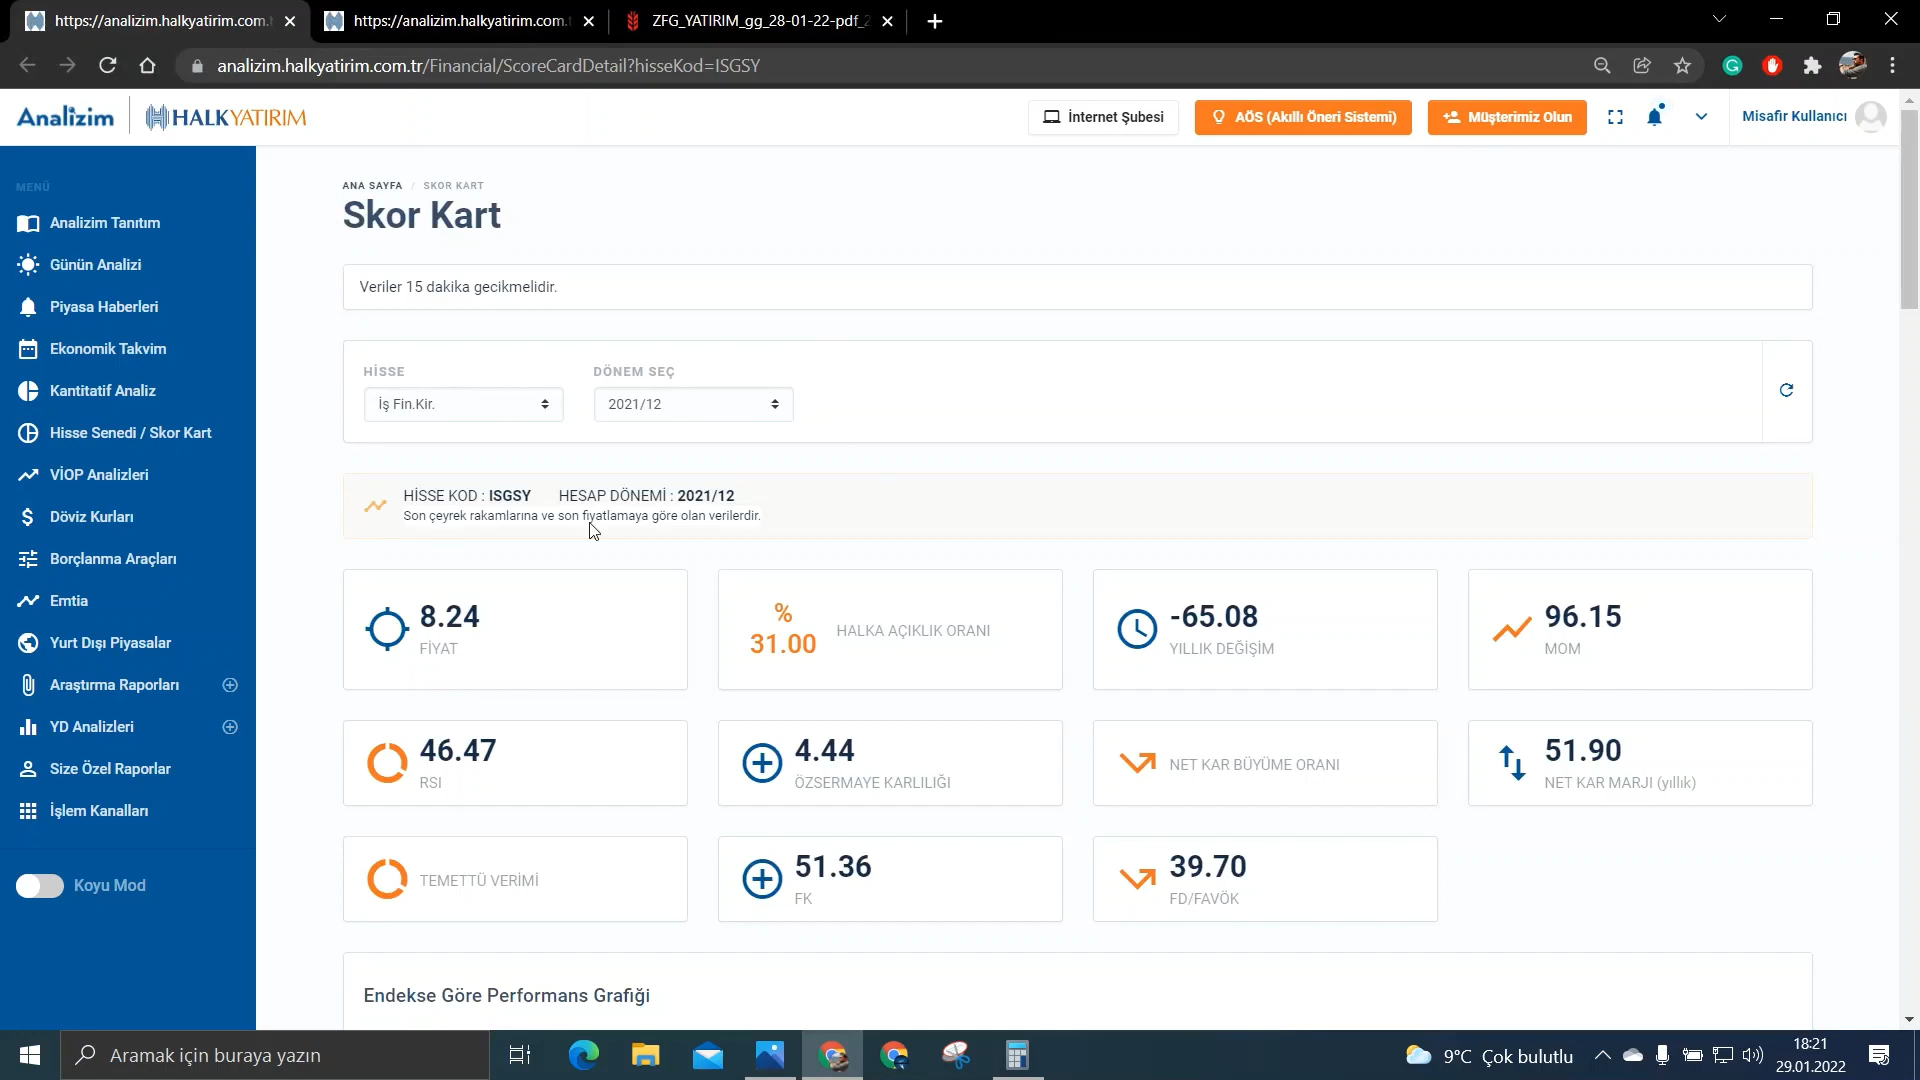 https://analizim.halkyatirim.com.
https://analizim.halkyatirim.com.t
ZFG_YATIRIM_gg_28-01-22-pdf_2
analizim.halkyatirim.com.tr/Financial/ScoreCardDetail?hisseKod=ISGSY
Analizim
HALKYATIRIM
İnternet Şubesi
AÖS (Akıllı Öneri Sistemi)
Müşterimiz Olun
Misafir Kullanıcı
MENÜ
Analizim Tanıtım
Günün Analizi
Piyasa Haberleri
Ekonomik Takvim
Kantitatif Analiz
Hisse Senedi / Skor Kart
VİOP Analizleri
Döviz Kurları
Borçlanma Araçları
Emtia
Yurt Dışı Piyasalar
Araştırma Raporları
YD Analizleri
Size Özel Raporlar
İşlem Kanalları
Koyu Mod
ANA SAYFA / SKOR KART
Skor Kart
Veriler 15 dakika gecikmelidir.
HİSSE
İş Fin.Kir.
DÖNEM SEÇ
2021/12
HİSSE KOD : ISGSY HESAP DÖNEMİ : 2021/12
Son çeyrek rakamlarına ve son fiyatlamaya göre olan verilerdir.
8.24
FİYAT
%
31.00
HALKA AÇIKLIK ORANI
-65.08
YILLIK DEĞİŞİM
96.15
MOM
46.47
RSI
4.44
ÖZSERMAYE KARLILIĞI
NET KAR BÜYÜME ORANI
51.90
NET KAR MARJI (yıllık)
TEMETTÜ VERİMİ
51.36
FK
39.70
FD/FAVÖK
Endekse Göre Performans Grafiği
Aramak için buraya yazın
9°C Çok bulutlu
18:21
29.01.2022